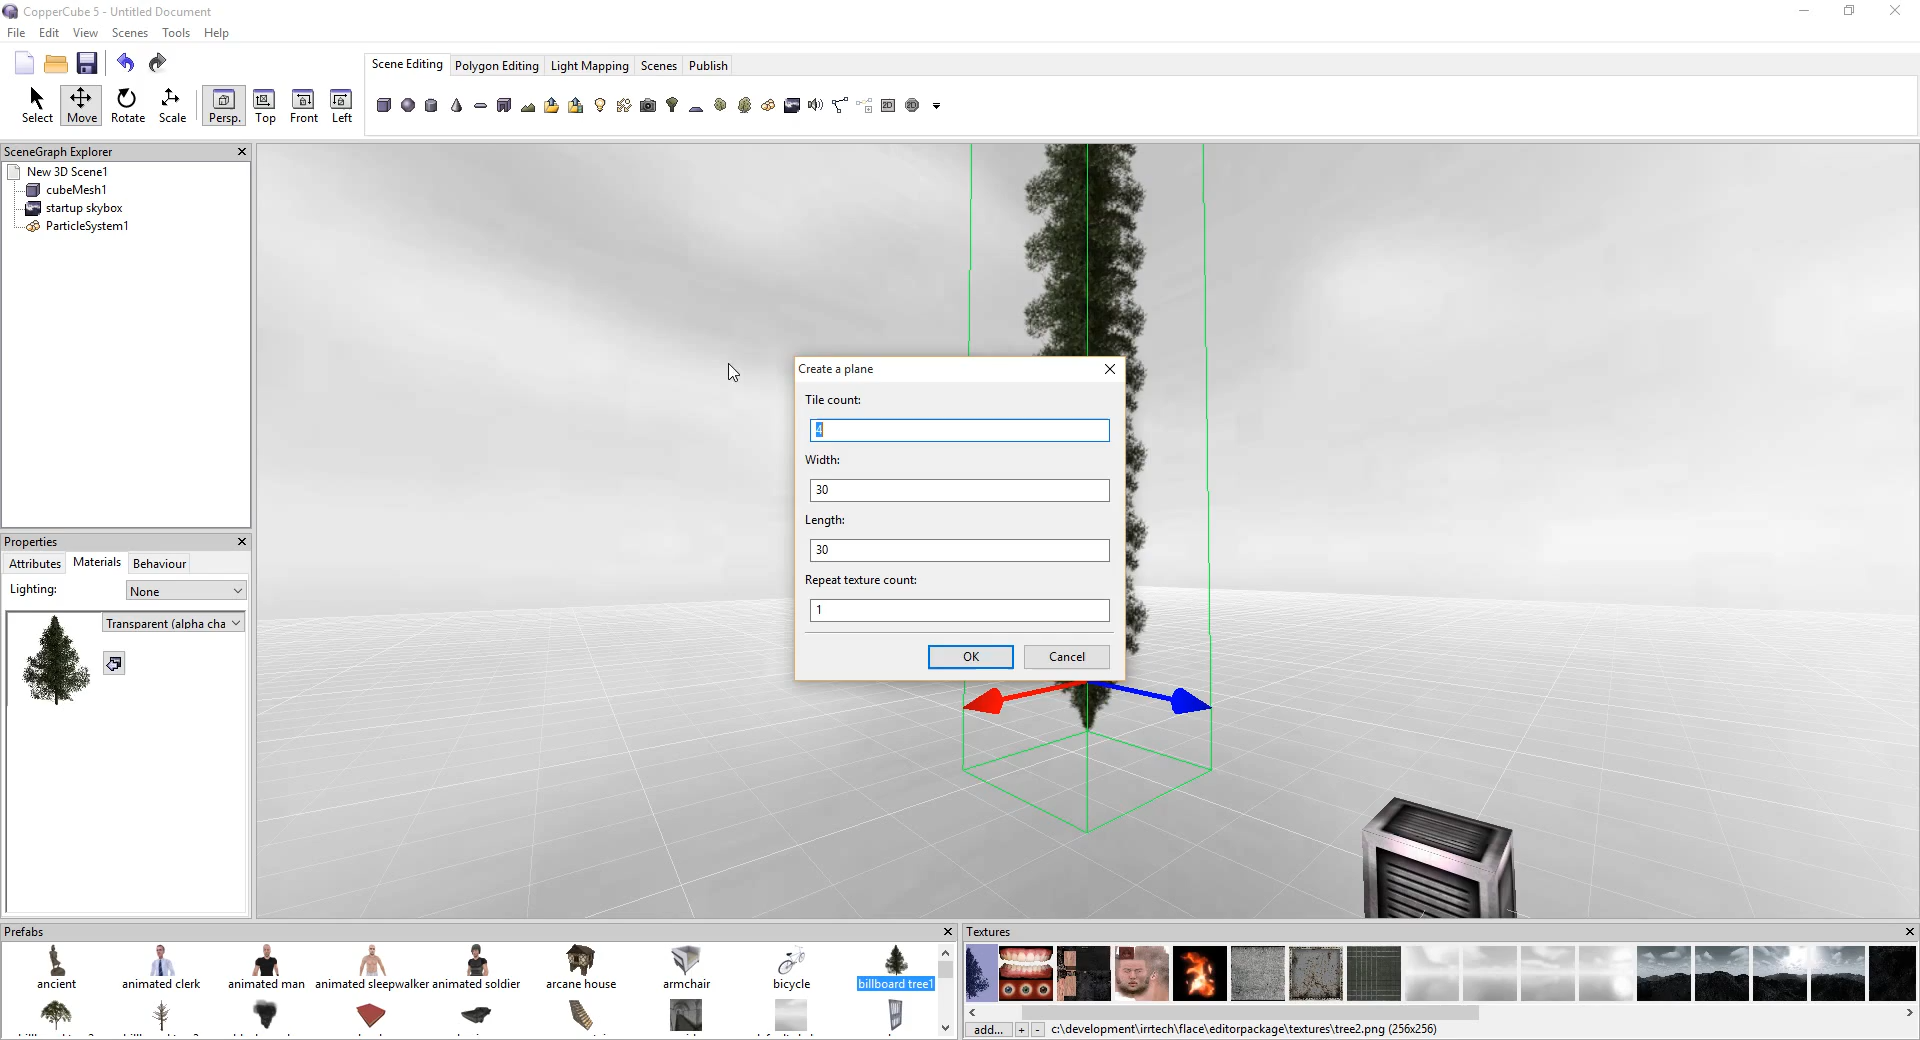 CopperCube 5 - Untitled Document
File Edit View Scenes Tools Help
Scene Editing Polygon Editing Light Mapping Scenes Publish
Select Move Rotate Scale Persp. Top Front Left
2D 2D
SceneGraph Explorer
New 3D Scene1
cubeMesh1
startup skybox
ParticleSystem1
Create a plane
Tile count:
4
Width:
30
Length:
30
Repeat texture count:
1
OK Cancel
Properties
Attributes Materials Behaviour
Lighting: None
Transparent (alpha cha
Prefabs
ancient animated clerk animated man animated sleepwalker animated soldier arcane house armchair bicycle billboard tree1
Textures
add... + - c:\development\irrtech\flace\editorpackage\textures\tree2.png (256x256)